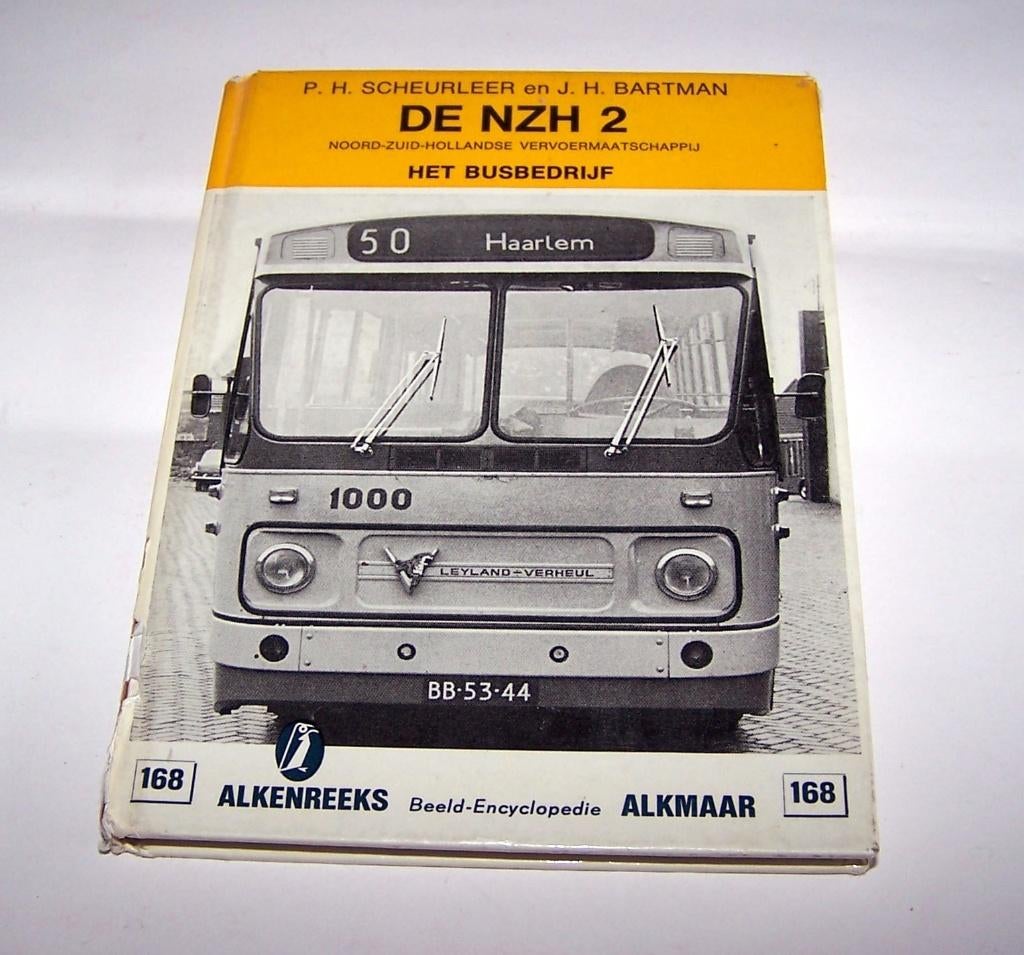 P. H. SCHEURLEER en J. H. BARTMAN
DE NZH 2
NOORD-ZUID-HOLLANDSE VERVOERMAATSCHAPPIJ
HET BUSBEDRIJF
50 Haarlem
1000
LEYLAND-VERHEUL
BB-53-44
168 ALKENREEKS Beeld-Encyclopedie ALKMAAR 168